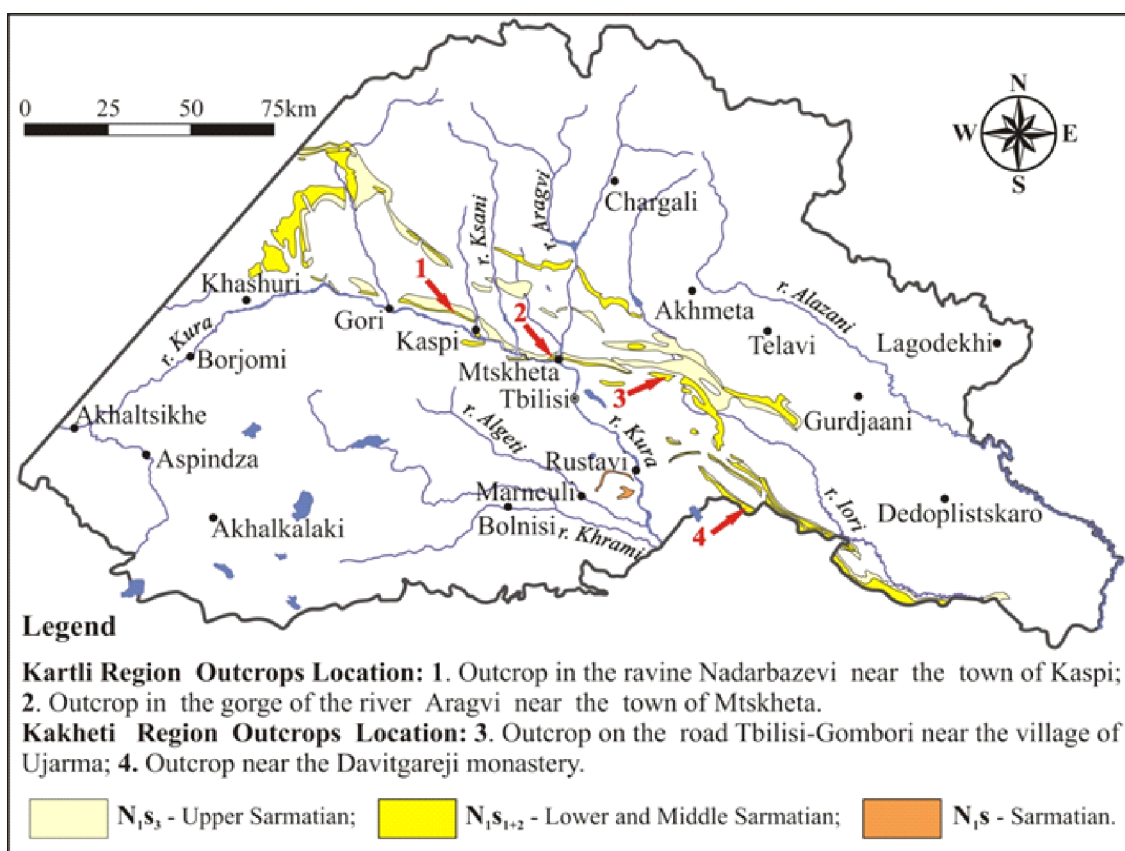 0 25 50 75km
N
W E
S
Chargali
r. Aragvi
r. Ksani
1
2
Khashuri
Gori
Kaspi
Akhmeta
r. Alazani
Telavi
Lagodekhi
r. Kura
Borjomi
Mtskheta
Tbilisi
3
Gurdjaani
Akhaltsikhe
Aspindza
r. Algeti
r. Kura
Rustavi
Marneuli
Bolnisi
r. Khrami
4
r. Iori
Dedoplistskaro
Akhalkalaki
Legend
Kartli Region Outcrops Location: 1. Outcrop in the ravine Nadarbazevi near the town of Kaspi;
2. Outcrop in the gorge of the river Aragvi near the town of Mtskheta.
Kakheti Region Outcrops Location: 3. Outcrop on the road Tbilisi-Gombori near the village of
Ujarma; 4. Outcrop near the Davitgareji monastery.
N₁s₃ - Upper Sarmatian; N₁s₁₊₂ - Lower and Middle Sarmatian; N₁s - Sarmatian.